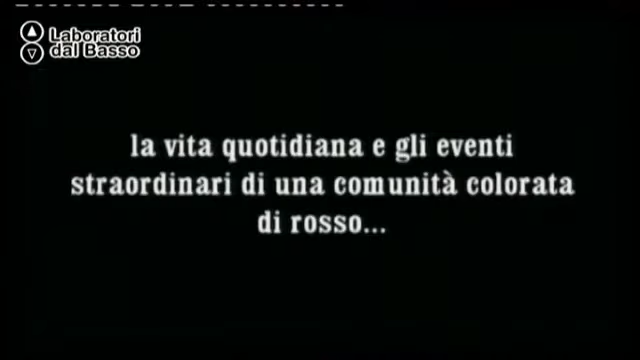 Laboratori
dal Basso
la vita quotidiana e gli eventi
straordinari di una comunità colorata
di rosso...